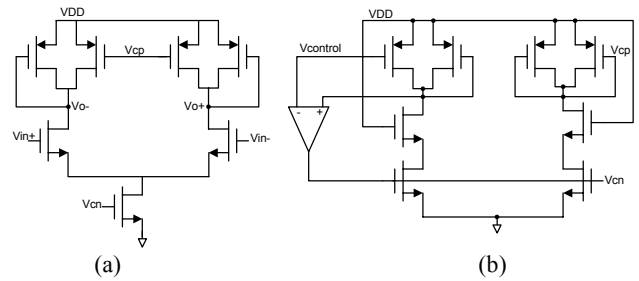 VDD
Vcp
Vo-
Vo+
Vin+
Vin-
Vcn
(a)
VDD
Vcontrol
Vcp
- +
Vcn
(b)